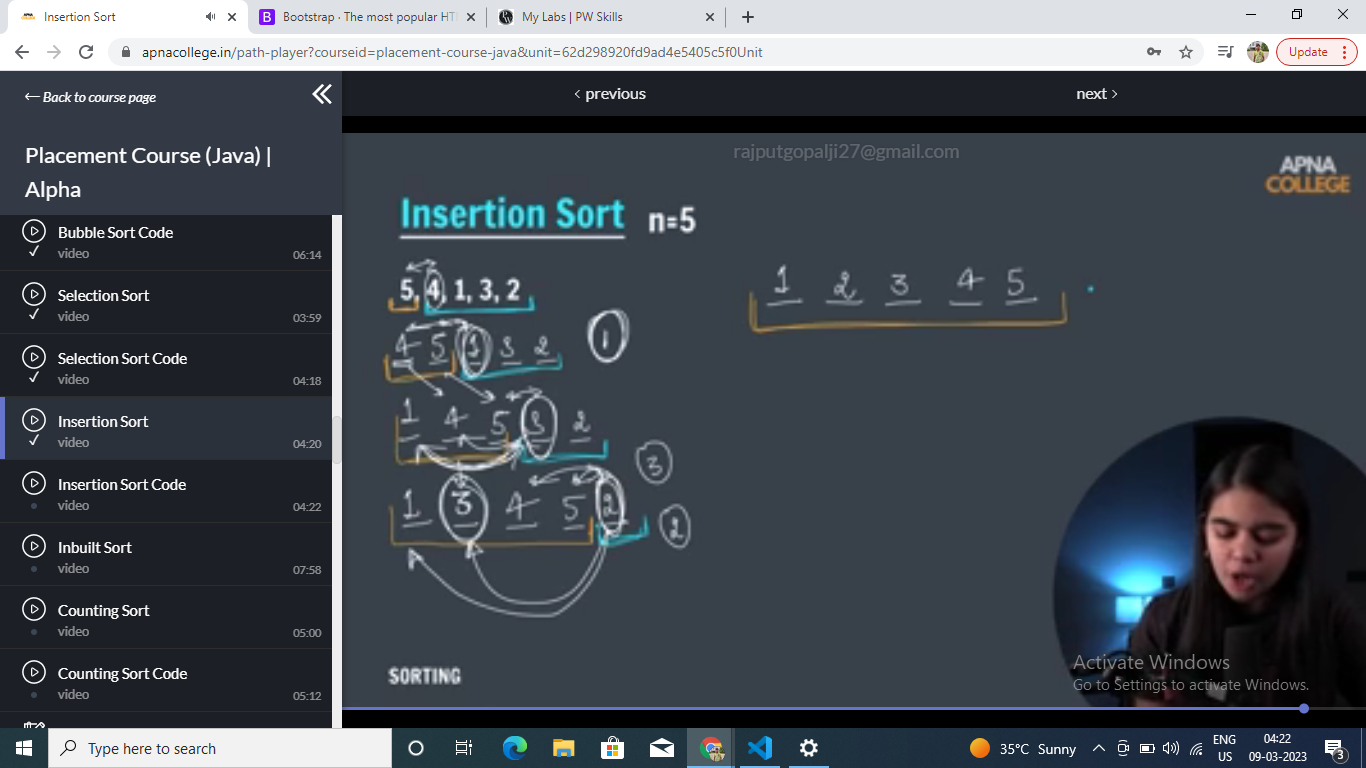 Insertion Sort
Bootstrap · The most popular HT
My Labs | PW Skills
apnacollege.in/path-player?courseid=placement-course-java&unit=62d298920fd9ad4e5405c5f0Unit
Update
← Back to course page
Placement Course (Java) |
Alpha
Bubble Sort Code
video 06:14
Selection Sort
video 03:59
Selection Sort Code
video 04:18
Insertion Sort
video 04:20
Insertion Sort Code
video 04:22
Inbuilt Sort
video 07:58
Counting Sort
video 05:00
Counting Sort Code
video 05:12
‹ previous
next ›
rajputgopalji27@gmail.com
APNA
COLLEGE
Insertion Sort n=5
5, 4, 1, 3, 2
4 5 1 3 2 1
1 4 5 3 2
3
1 3 4 5 2 2
1 2 3 4 5
SORTING
Activate Windows
Go to Settings to activate Windows.
Type here to search
35°C Sunny
ENG
US
04:22
09-03-2023
3